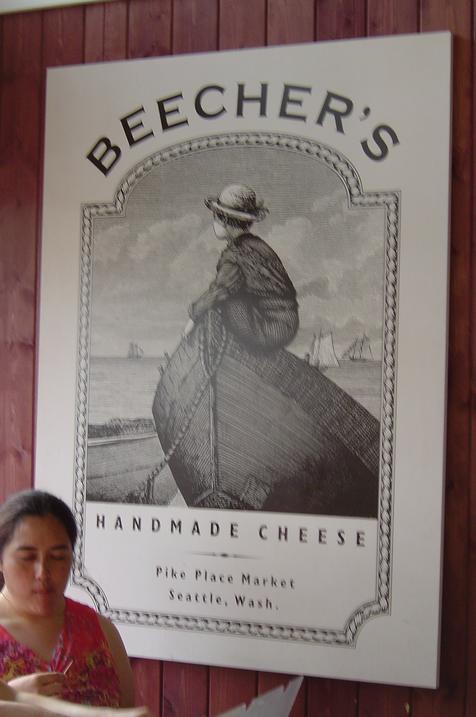 BEECHER'S
HANDMADE CHEESE
Pike Place Market
Seattle, Wash.